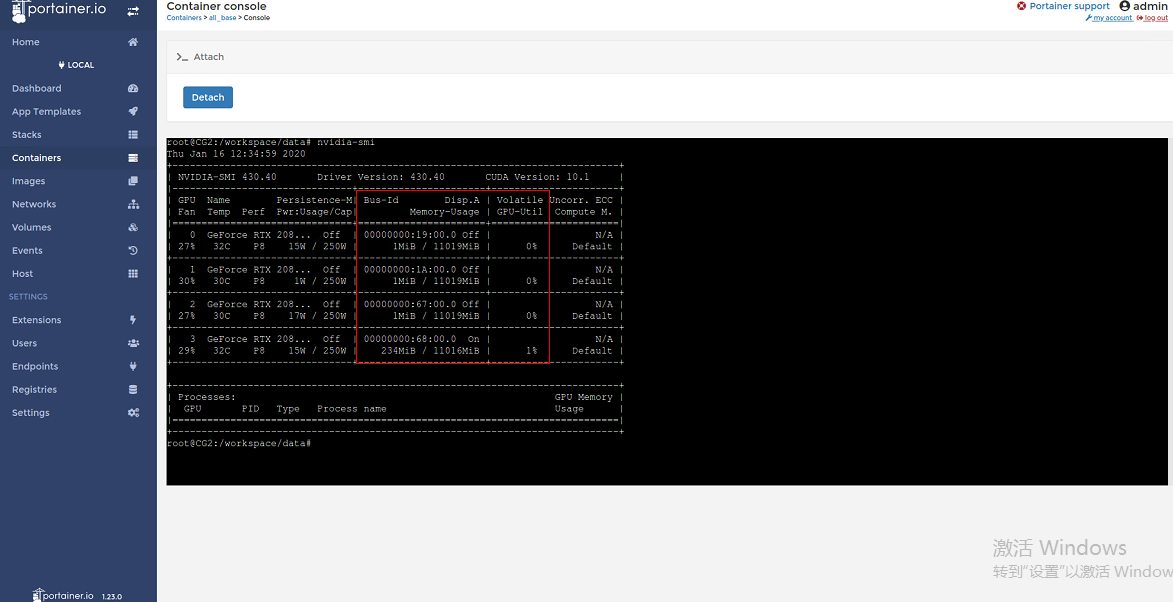 portainer.io
Container console
Containers > all_base > Console
Portainer support admin
my account log out
Home
LOCAL
Dashboard
App Templates
Stacks
Containers
Images
Networks
Volumes
Events
Host
SETTINGS
Extensions
Users
Endpoints
Registries
Settings
portainer.io 1.23.0
>_ Attach
Detach
root@CG2:/workspace/data# nvidia-smi
Thu Jan 16 12:34:59 2020
+-----------------------------------------------------------------------------+
| NVIDIA-SMI 430.40       Driver Version: 430.40       CUDA Version: 10.1     |
|-------------------------------+----------------------+----------------------+
| GPU  Name        Persistence-M| Bus-Id        Disp.A | Volatile Uncorr. ECC |
| Fan  Temp  Perf  Pwr:Usage/Cap|         Memory-Usage | GPU-Util  Compute M. |
|===============================+======================+======================|
|   0  GeForce RTX 208...  Off  | 00000000:19:00.0 Off |                  N/A |
| 27%   32C    P8    15W / 250W |      1MiB / 11019MiB |      0%      Default |
+-------------------------------+----------------------+----------------------+
|   1  GeForce RTX 208...  Off  | 00000000:1A:00.0 Off |                  N/A |
| 30%   30C    P8     1W / 250W |      1MiB / 11019MiB |      0%      Default |
+-------------------------------+----------------------+----------------------+
|   2  GeForce RTX 208...  Off  | 00000000:67:00.0 Off |                  N/A |
| 27%   30C    P8    17W / 250W |      1MiB / 11019MiB |      0%      Default |
+-------------------------------+----------------------+----------------------+
|   3  GeForce RTX 208...  Off  | 00000000:68:00.0  On |                  N/A |
| 29%   32C    P8    15W / 250W |    234MiB / 11016MiB |      1%      Default |
+-------------------------------+----------------------+----------------------+
+-----------------------------------------------------------------------------+
| Processes:                                                       GPU Memory |
|  GPU       PID   Type   Process name                             Usage      |
|=============================================================================|
+-----------------------------------------------------------------------------+
root@CG2:/workspace/data#
激活 Windows
转到"设置"以激活 Window